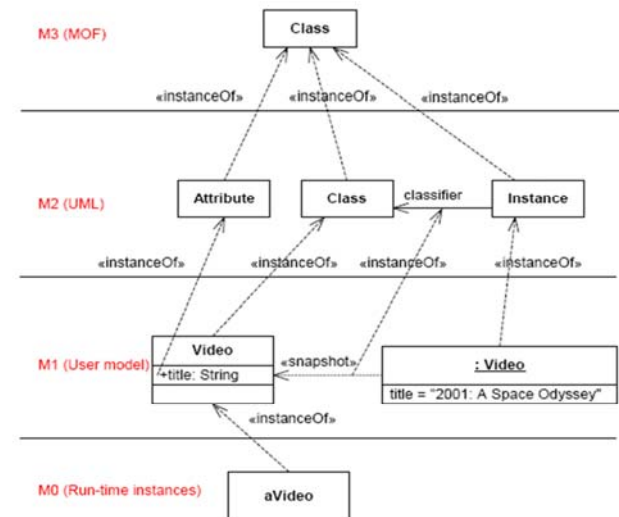 M3 (MOF)
Class
«instanceOf» «instanceOf» «instanceOf»
M2 (UML)
Attribute
Class
classifier
Instance
«instanceOf» «instanceOf» «instanceOf» «instanceOf»
M1 (User model)
Video
+title: String
«snapshot»
: Video
title = "2001: A Space Odyssey"
«instanceOf»
M0 (Run-time instances)
aVideo